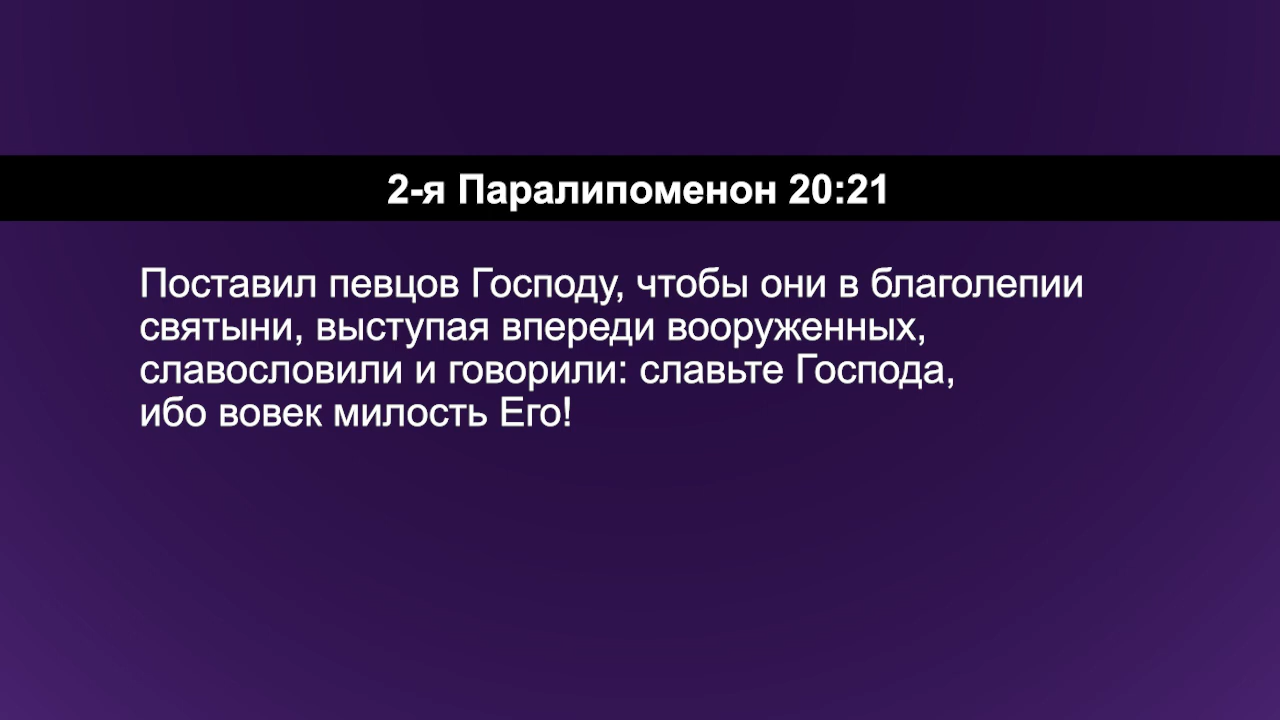 2-я Паралипоменон 20:21
Поставил певцов Господу, чтобы они в благолепии
святыни, выступая впереди вооруженных,
славословили и говорили: славьте Господа,
ибо вовек милость Его!